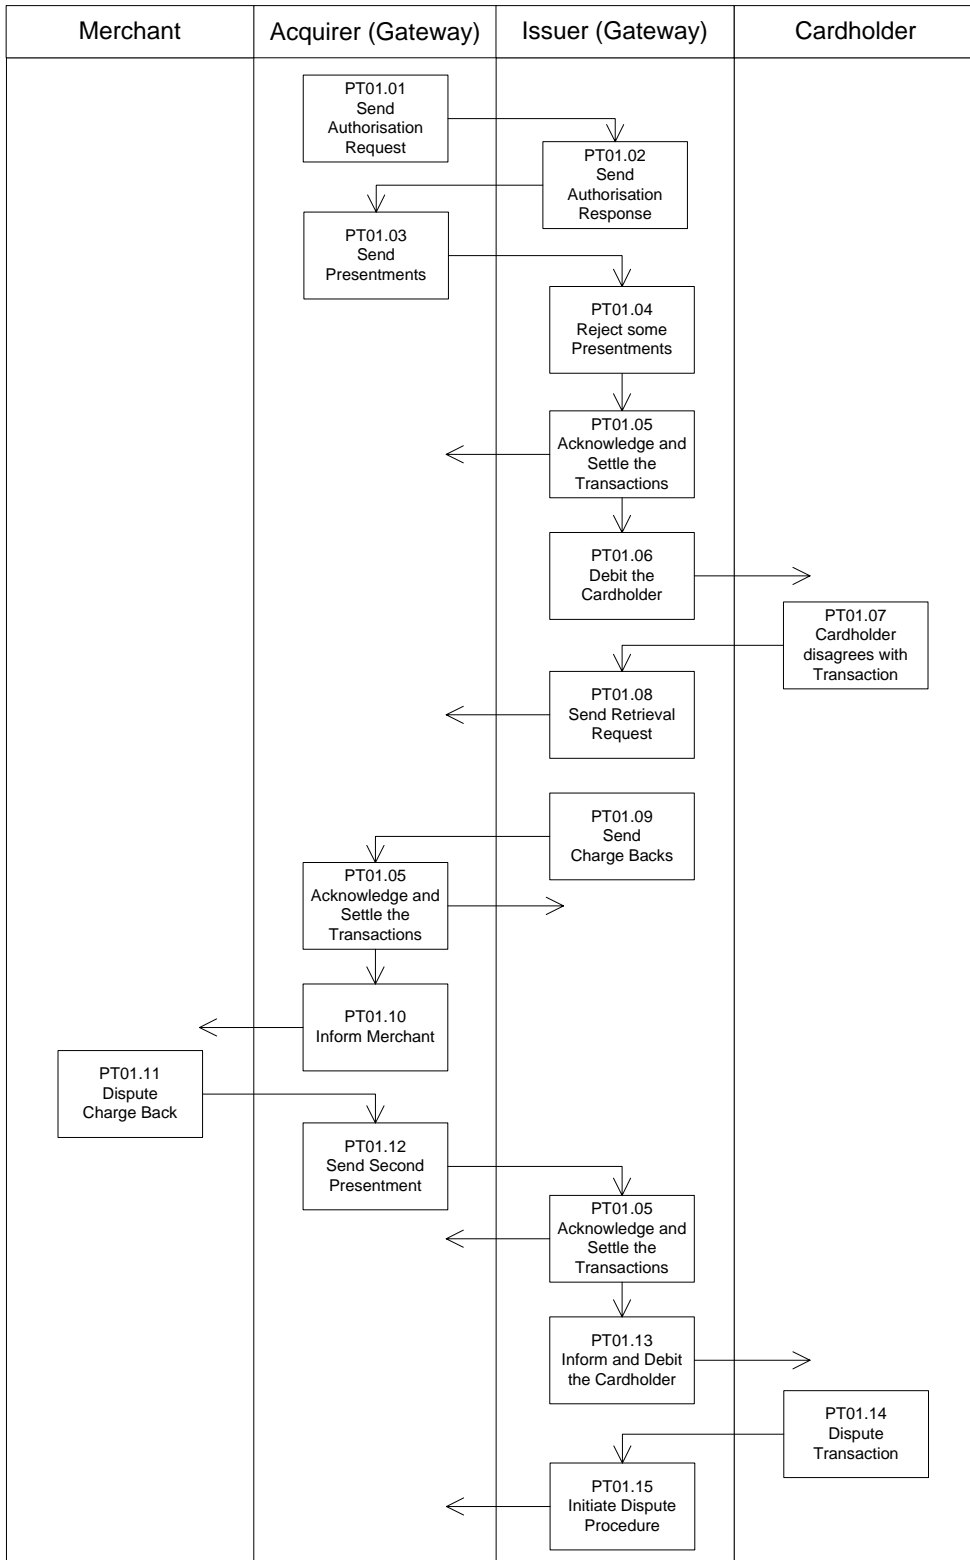 Merchant
Acquirer (Gateway)
Issuer (Gateway)
Cardholder
PT01.01
Send
Authorisation
Request
PT01.02
Send
Authorisation
Response
PT01.03
Send
Presentments
PT01.04
Reject some
Presentments
PT01.05
Acknowledge and
Settle the
Transactions
PT01.06
Debit the
Cardholder
PT01.07
Cardholder
disagrees with
Transaction
PT01.08
Send Retrieval
Request
PT01.09
Send
Charge Backs
PT01.05
Acknowledge and
Settle the
Transactions
PT01.10
Inform Merchant
PT01.11
Dispute
Charge Back
PT01.12
Send Second
Presentment
PT01.05
Acknowledge and
Settle the
Transactions
PT01.13
Inform and Debit
the Cardholder
PT01.14
Dispute
Transaction
PT01.15
Initiate Dispute
Procedure